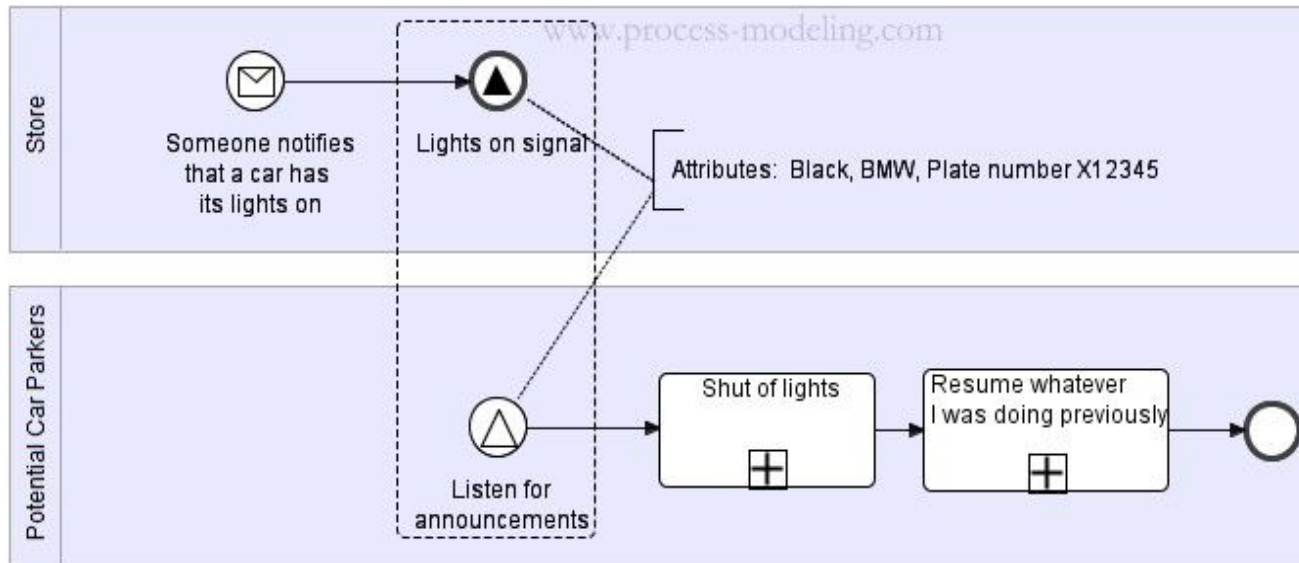 www.process-modeling.com
Store
Someone notifies
that a car has
its lights on
Lights on signal
Attributes:  Black, BMW, Plate number X12345
Potential Car Parkers
Listen for
announcements
Shut of lights
Resume whatever
I was doing previously